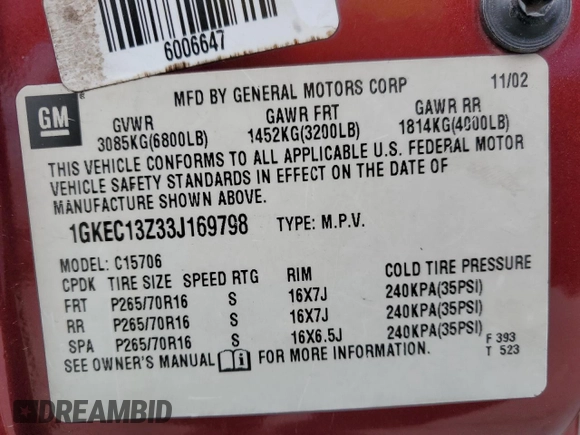 6006647
GM
MFD BY GENERAL MOTORS CORP 11/02
GVWR GAWR FRT GAWR RR
3085KG(6800LB) 1452KG(3200LB) 1814KG(4000LB)
THIS VEHICLE CONFORMS TO ALL APPLICABLE U.S. FEDERAL MOTOR
VEHICLE SAFETY STANDARDS IN EFFECT ON THE DATE OF
MANUFACTURE SHOWN ABOVE.
1GKEC13Z33J169798 TYPE: M.P.V.
MODEL: C15706
CPDK TIRE SIZE SPEED RTG RIM COLD TIRE PRESSURE
FRT P265/70R16 S 16X7J 240KPA(35PSI)
RR P265/70R16 S 16X7J 240KPA(35PSI)
SPA P265/70R16 S 16X6.5J 240KPA(35PSI)
SEE OWNER'S MANUAL FOR MORE INFORMATION.
F 393
T 523
DREAMBID